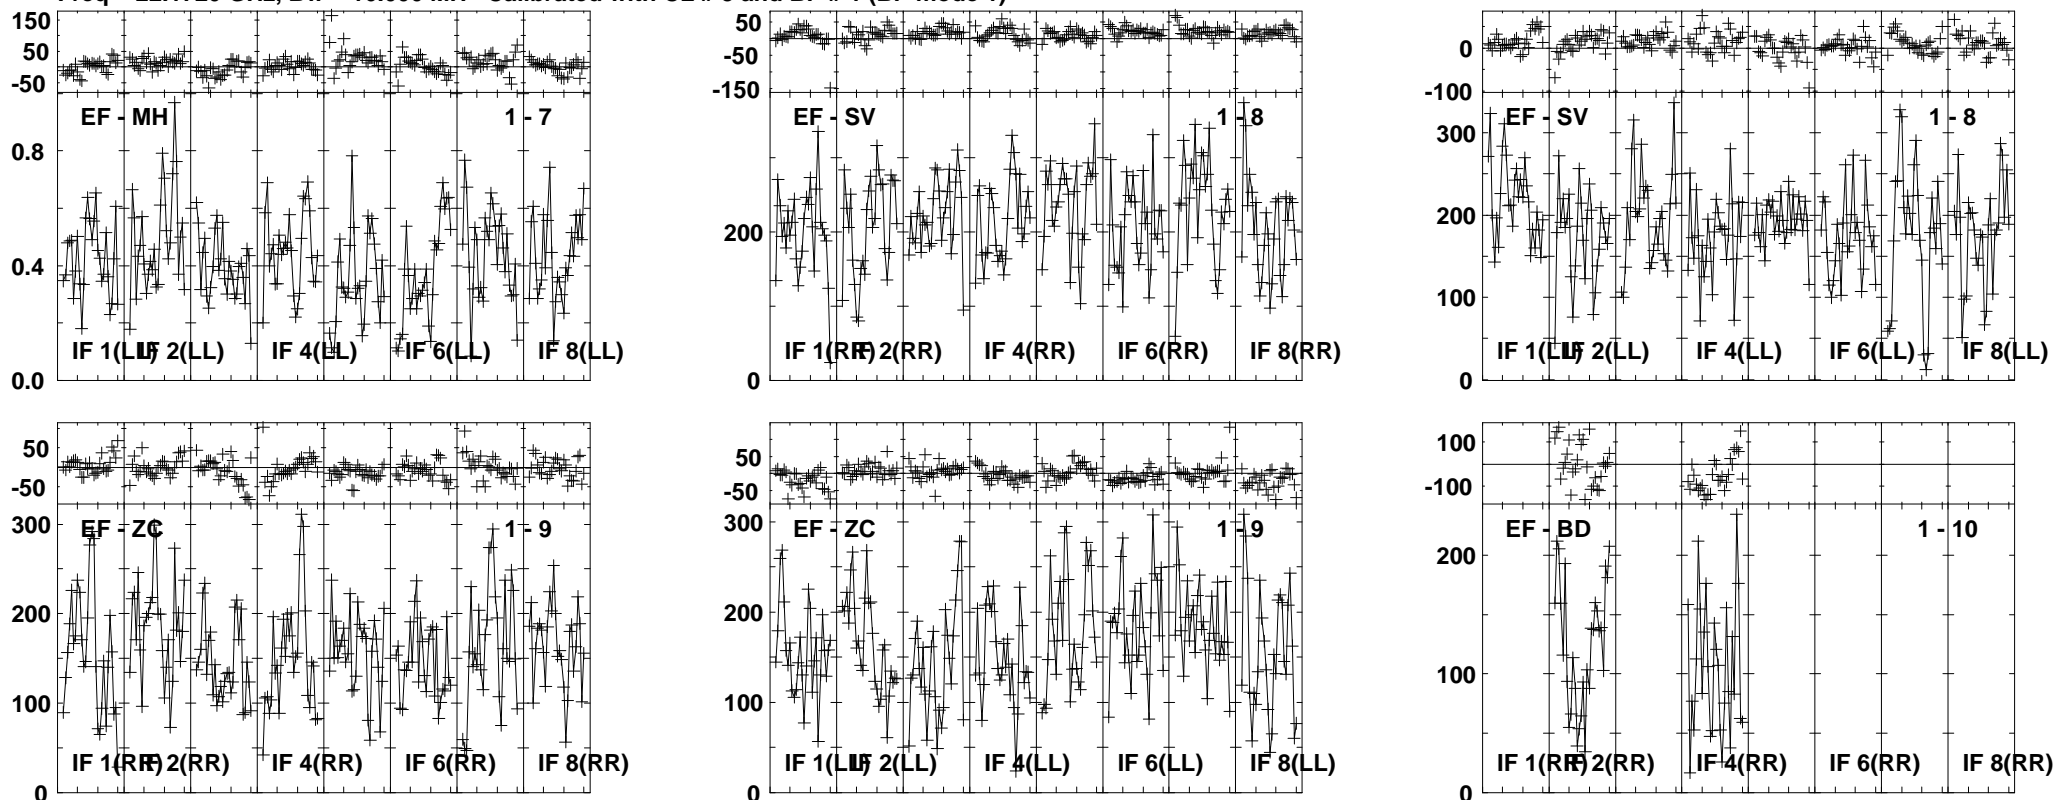 150
50
-50
EF - MH
1 - 7
0.8
0.4
0.0
IF 1(LL)
IF 2(LL)
IF 4(LL)
IF 6(LL)
IF 8(LL)
50
-50
-150
EF - SV
1 - 8
200
0
IF 1(RR)
IF 2(RR)
IF 4(RR)
IF 6(RR)
IF 8(RR)
0
-100
EF - SV
1 - 8
300
200
100
0
IF 1(LL)
IF 2(LL)
IF 4(LL)
IF 6(LL)
IF 8(LL)
50
-50
EF - ZC
1 - 9
300
200
100
0
IF 1(RR)
IF 2(RR)
IF 4(RR)
IF 6(RR)
IF 8(RR)
50
-50
EF - ZC
1 - 9
300
200
100
0
IF 1(LL)
IF 2(LL)
IF 4(LL)
IF 6(LL)
IF 8(LL)
100
-100
EF - BD
1 - 10
200
100
0
IF 1(RR)
IF 2(RR)
IF 4(RR)
IF 6(RR)
IF 8(RR)